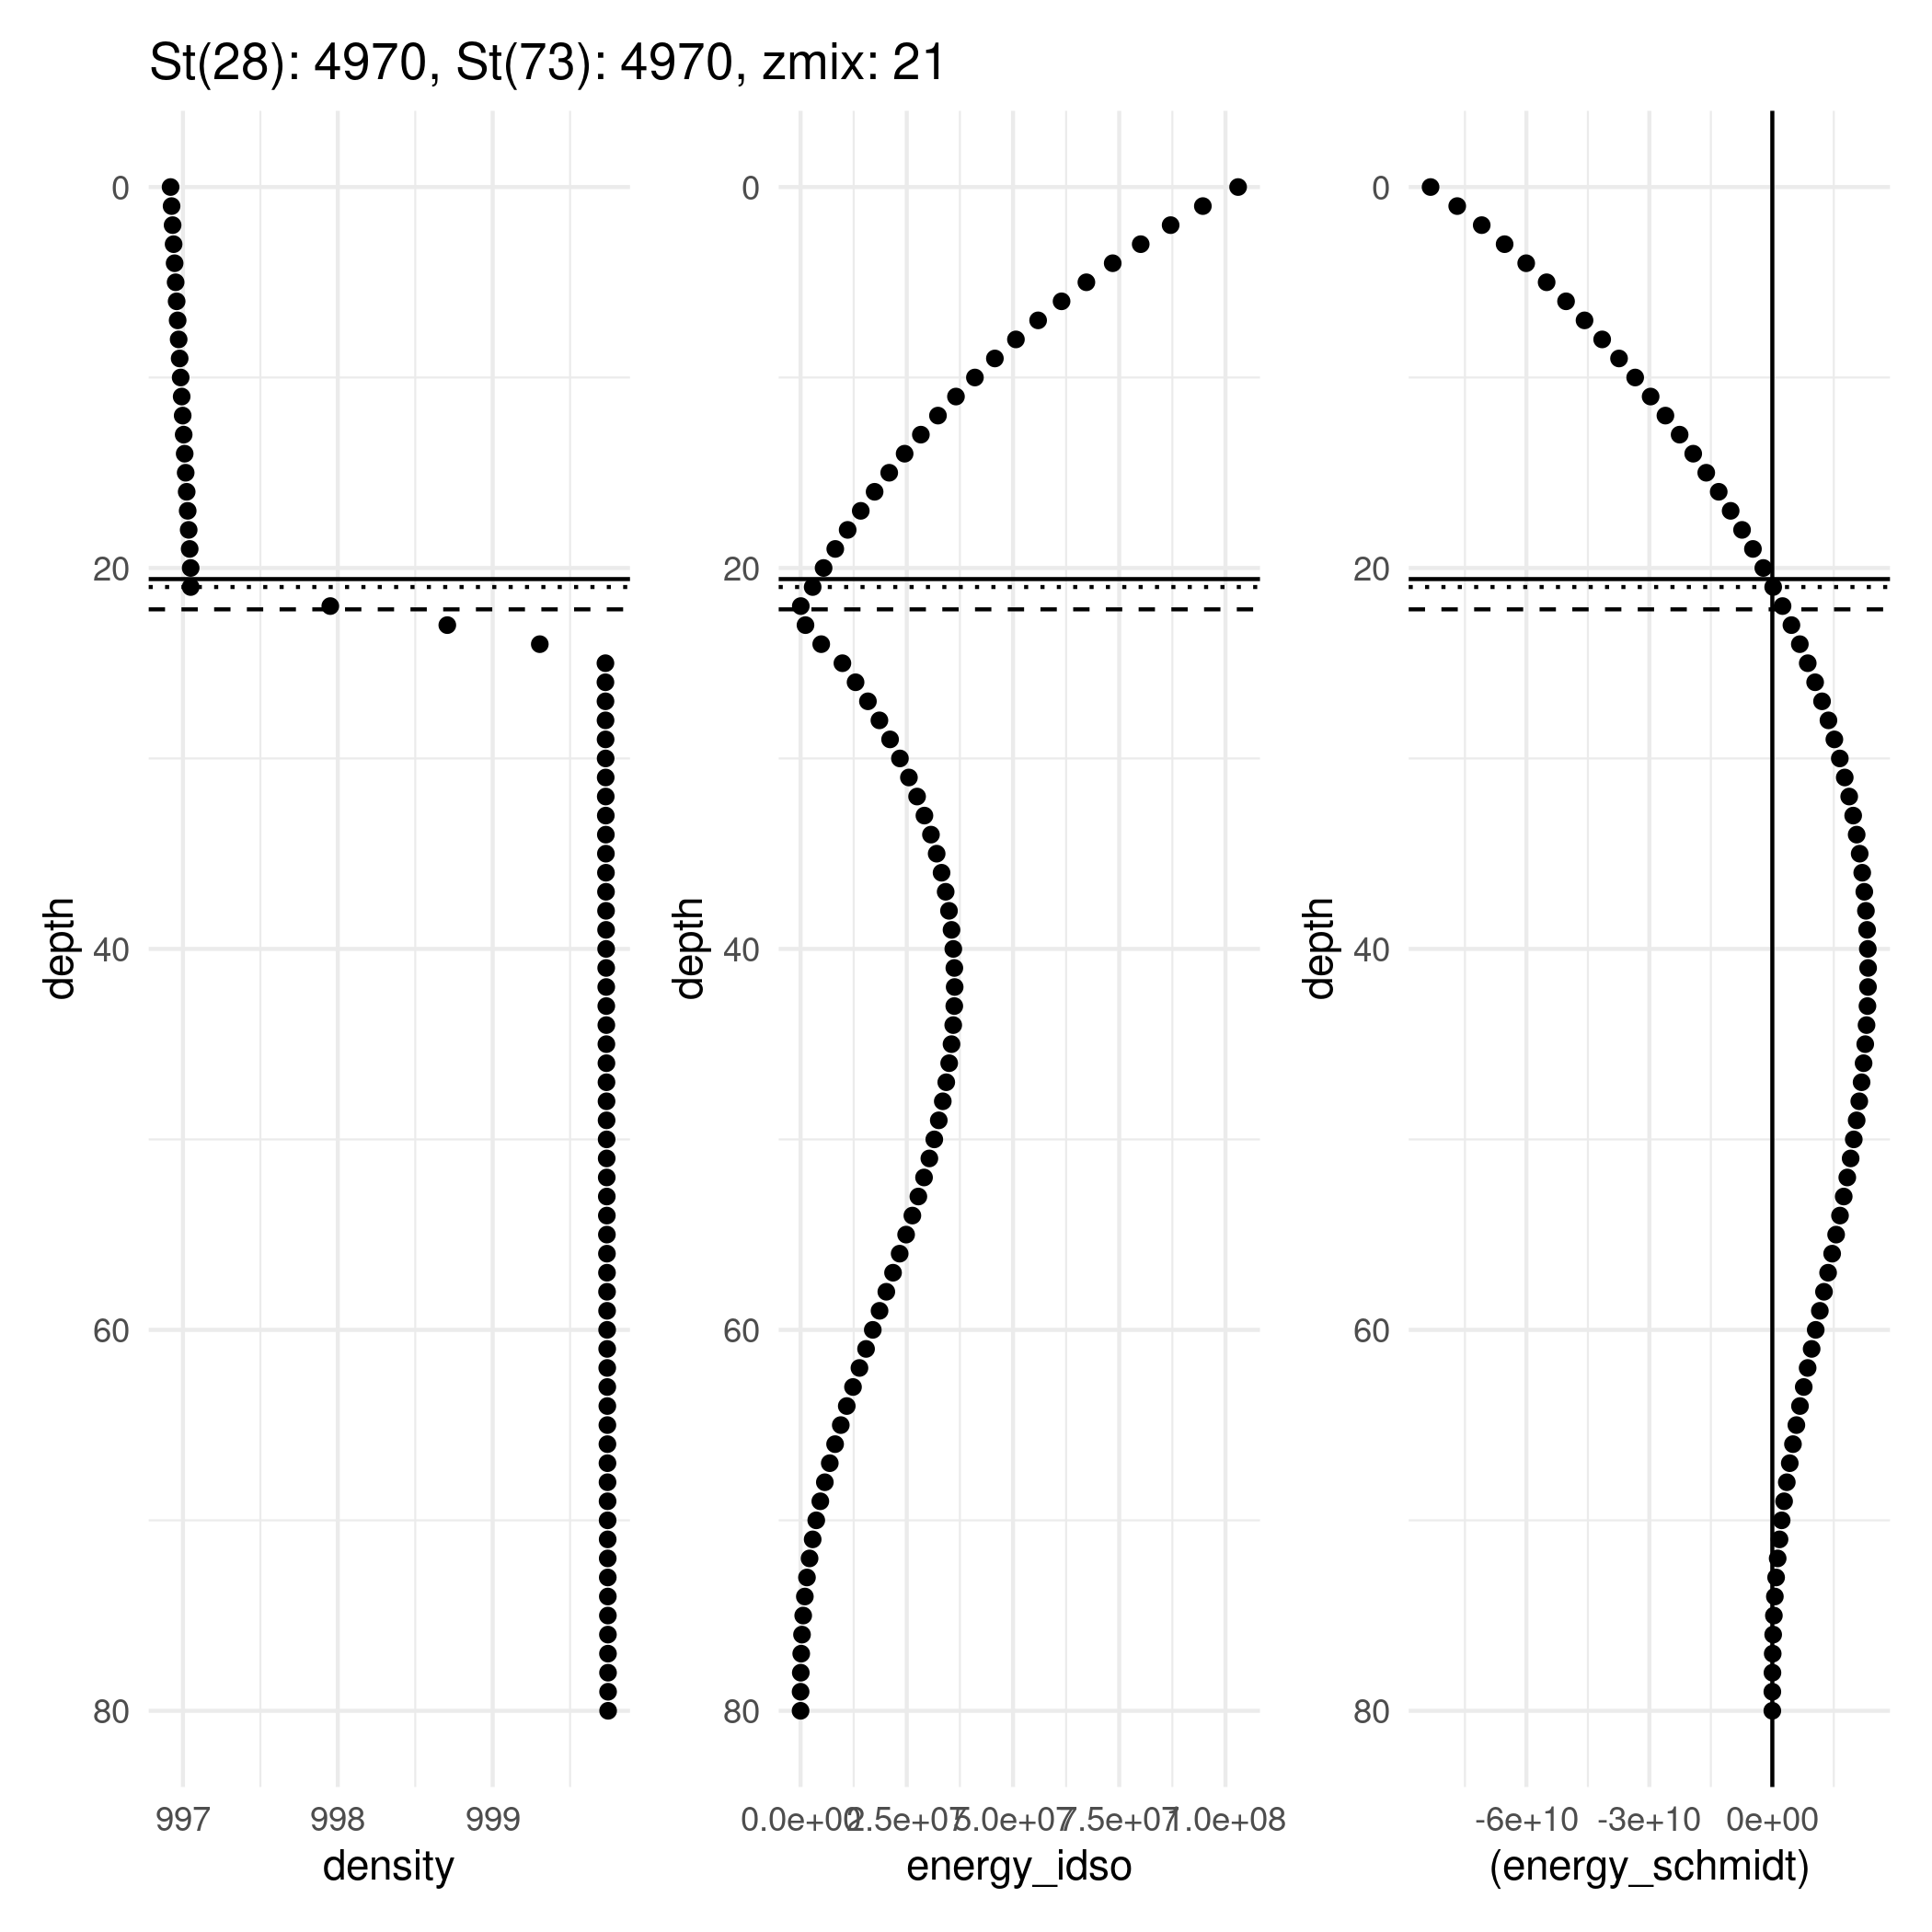 St(28): 4970, St(73): 4970, zmix: 21
0
20
40
60
80
depth
997
998
999
density
0
20
40
60
80
depth
0.0e+00
2.5e+07
5.0e+07
7.5e+07
1.0e+08
energy_idso
0
20
40
60
80
depth
-6e+10
-3e+10
0e+00
(energy_schmidt)